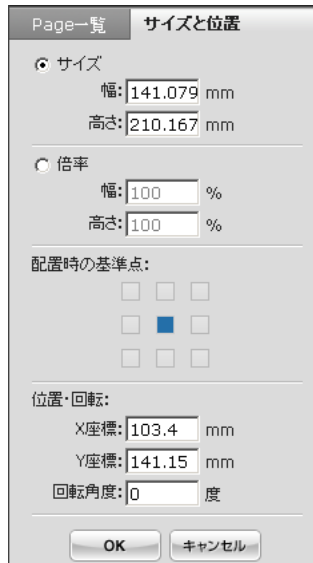 Page一覧 サイズと位置
サイズ
幅: 141.079 mm
高さ: 210.167 mm
倍率
幅: 100 %
高さ: 100 %
配置時の基準点:
位置・回転:
X座標: 103.4 mm
Y座標: 141.15 mm
回転角度: 0 度
OK キャンセル